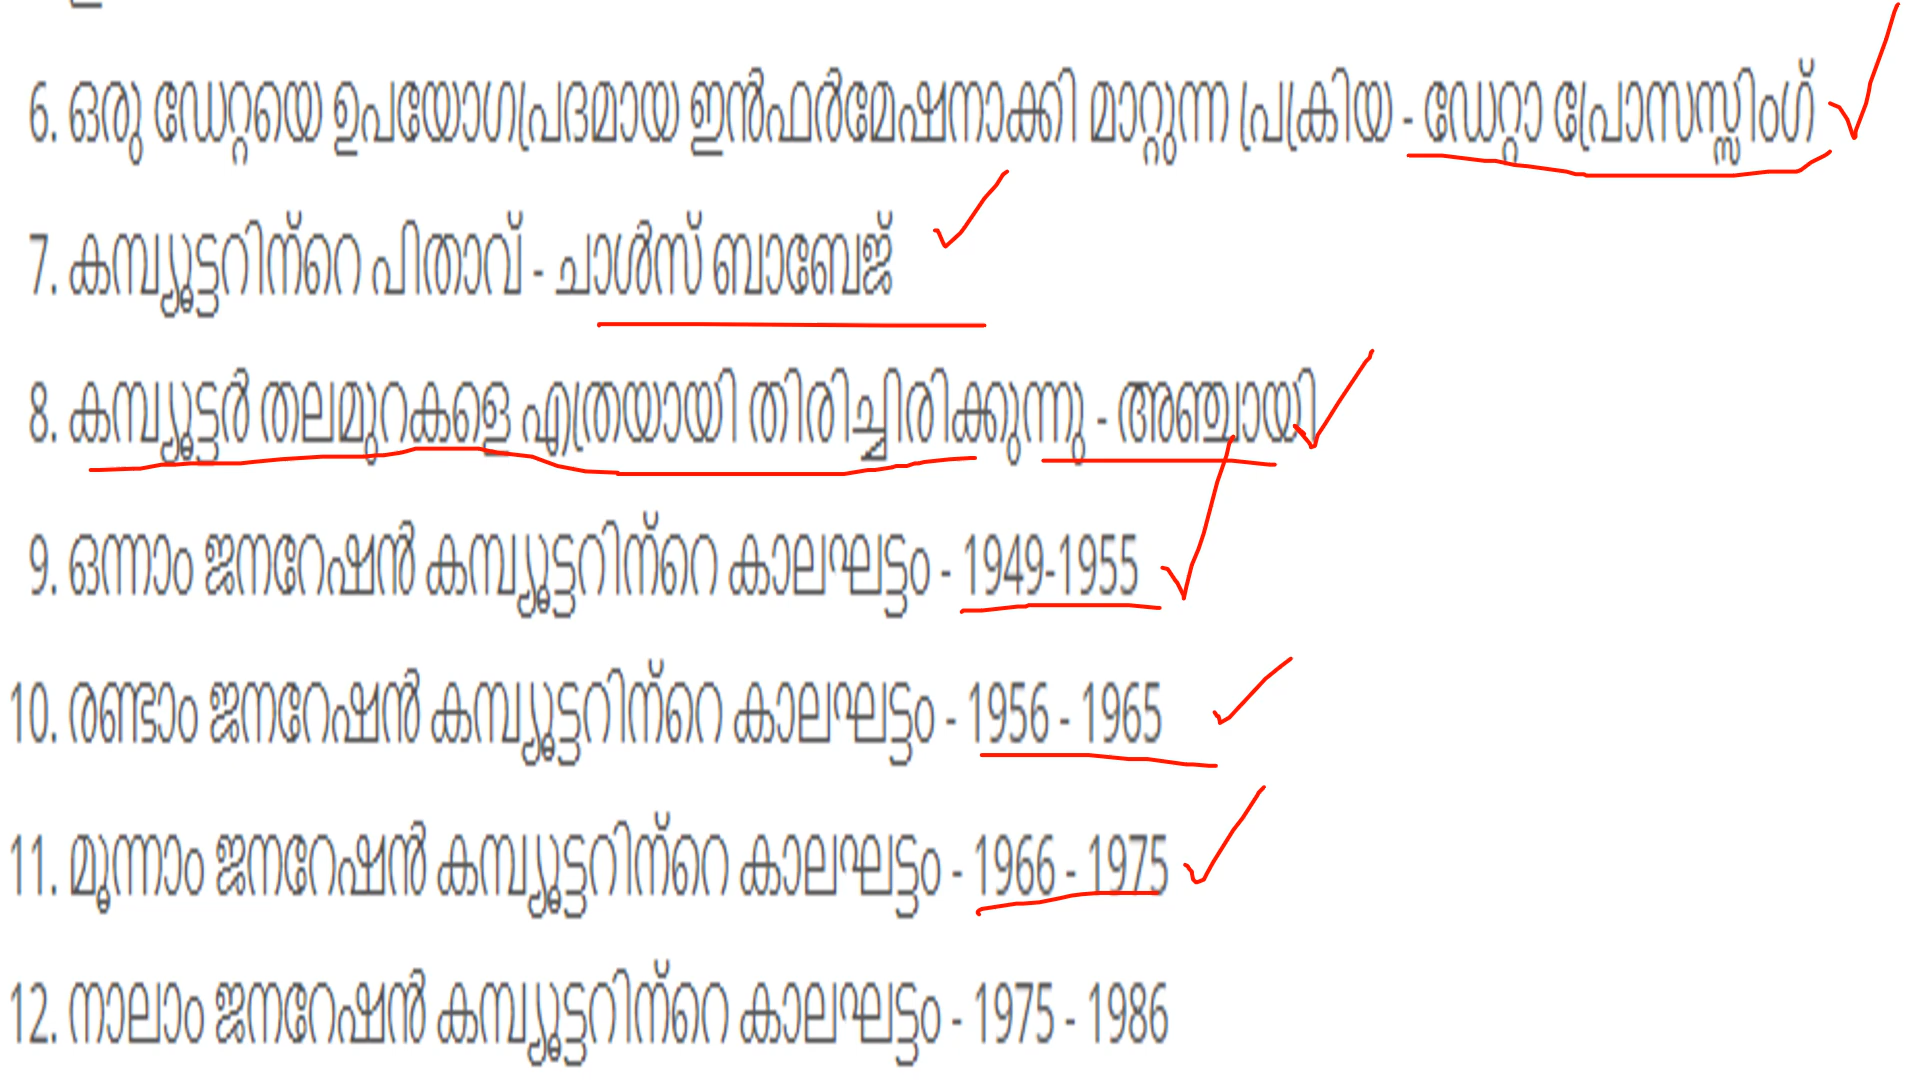 6. ഒരു ഡേറ്റയെ ഉപയോഗപ്രദമായ ഇൻഫർമേഷനാക്കി മാറ്റുന്ന പ്രക്രിയ - ഡേറ്റാ പ്രോസസ്സിംഗ്
7. കമ്പ്യൂട്ടറിന്റെ പിതാവ് - ചാൾസ് ബാബേജ്
8. കമ്പ്യൂട്ടർ തലമുറകളെ എത്രയായി തിരിച്ചിരിക്കുന്നു - അഞ്ചായി
9. ഒന്നാം ജനറേഷൻ കമ്പ്യൂട്ടറിന്റെ കാലഘട്ടം - 1949-1955
10. രണ്ടാം ജനറേഷൻ കമ്പ്യൂട്ടറിന്റെ കാലഘട്ടം - 1956 - 1965
11. മൂന്നാം ജനറേഷൻ കമ്പ്യൂട്ടറിന്റെ കാലഘട്ടം - 1966 - 1975
12. നാലാം ജനറേഷൻ കമ്പ്യൂട്ടറിന്റെ കാലഘട്ടം - 1975 - 1986